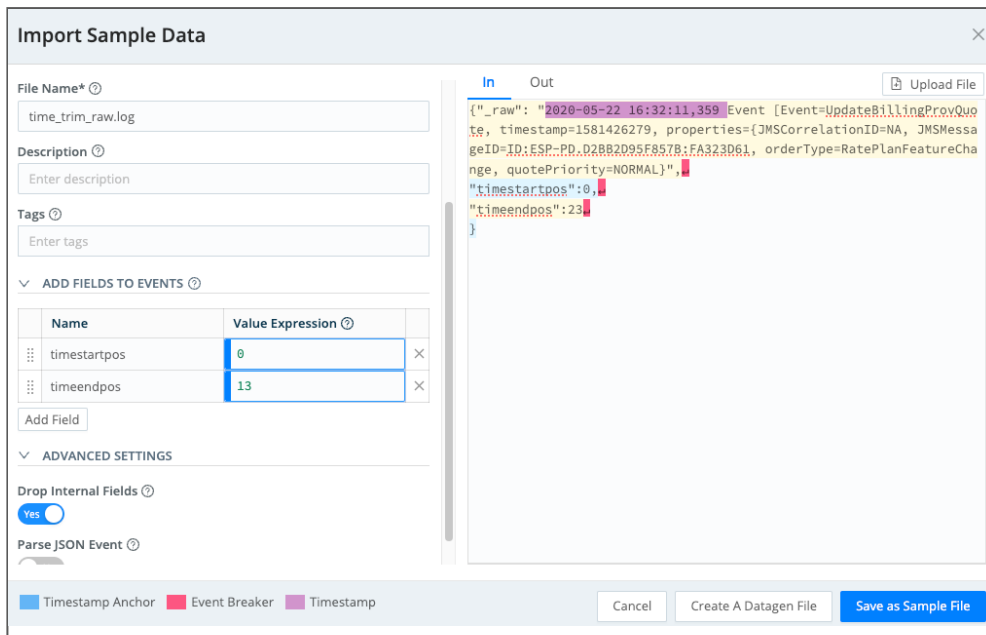 Import Sample Data
File Name*
time_trim_raw.log
Description
Enter description
Tags
Enter tags
ADD FIELDS TO EVENTS
Name Value Expression
timestartpos 0
timeendpos 13
Add Field
ADVANCED SETTINGS
Drop Internal Fields
Yes
Parse JSON Event
In Out
Upload File
{"_raw": "2020-05-22 16:32:11,359 Event [Event=UpdateBillingProvQuo
te, timestamp=1581426279, properties={JMSCorrelationID=NA, JMSMessa
geID=ID:ESP-PD.D2BB2D95F857B:FA323D61, orderType=RatePlanFeatureCha
nge, quotePriority=NORMAL}",
"timestartpos":0,
"timeendpos":23
}
Timestamp Anchor Event Breaker Timestamp
Cancel Create A Datagen File Save as Sample File